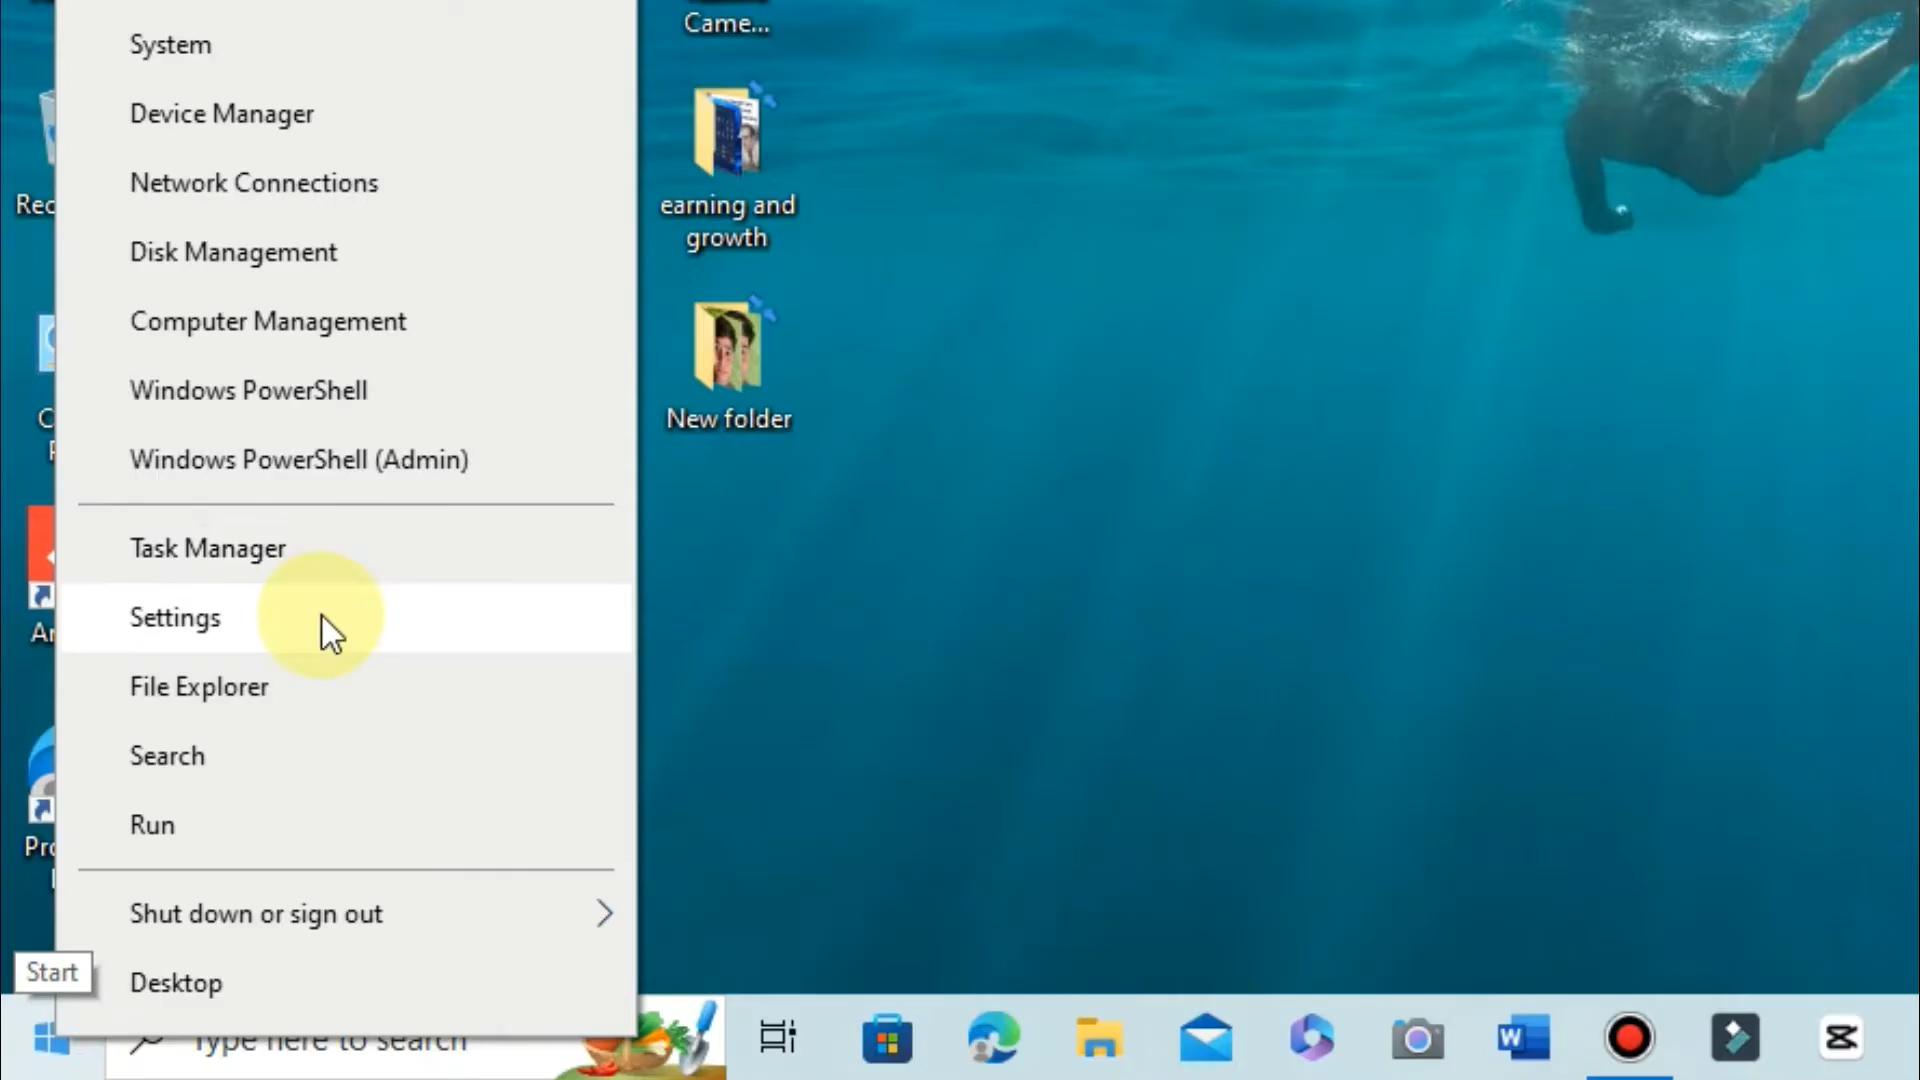 System
Device Manager
Network Connections
Disk Management
Computer Management
Windows PowerShell
Windows PowerShell (Admin)
Task Manager
Settings
File Explorer
Search
Run
Shut down or sign out
Desktop
Start
Type here to search
Came...
earning and
growth
New folder